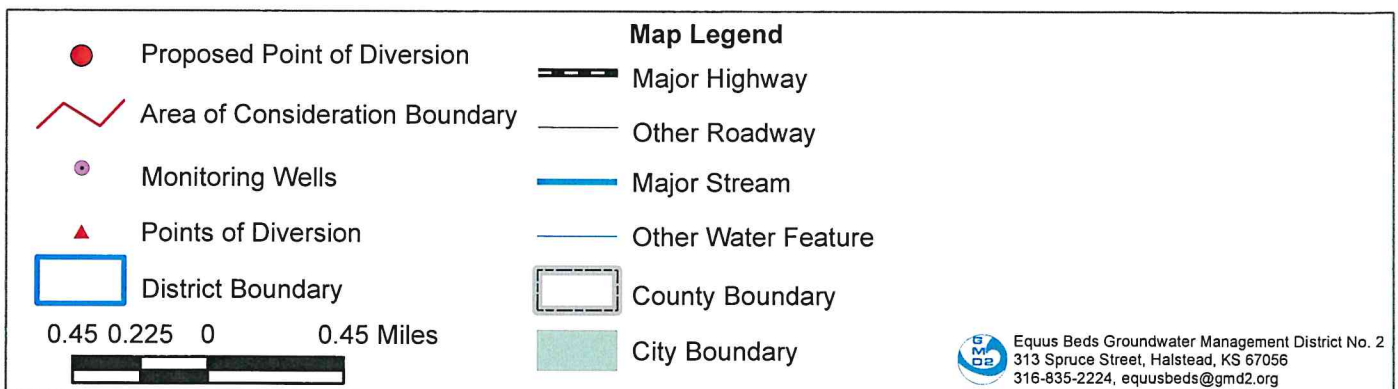 Map Legend
Proposed Point of Diversion
Area of Consideration Boundary
Monitoring Wells
Points of Diversion
District Boundary
0.45 0.225 0 0.45 Miles
Major Highway
Other Roadway
Major Stream
Other Water Feature
County Boundary
City Boundary
G
M
D2
Equus Beds Groundwater Management District No. 2
313 Spruce Street, Halstead, KS 67056
316-835-2224, equusbeds@gmd2.org